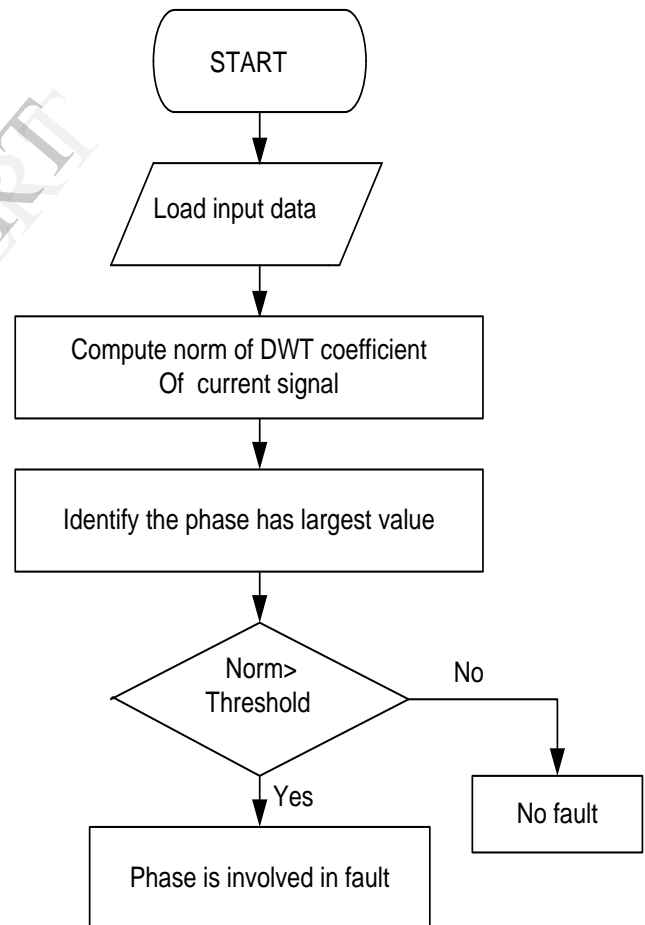 START
Load input data
Compute norm of DWT coefficient
Of current signal
Identify the phase has largest value
Norm>
Threshold
No
Yes
No fault
Phase is involved in fault